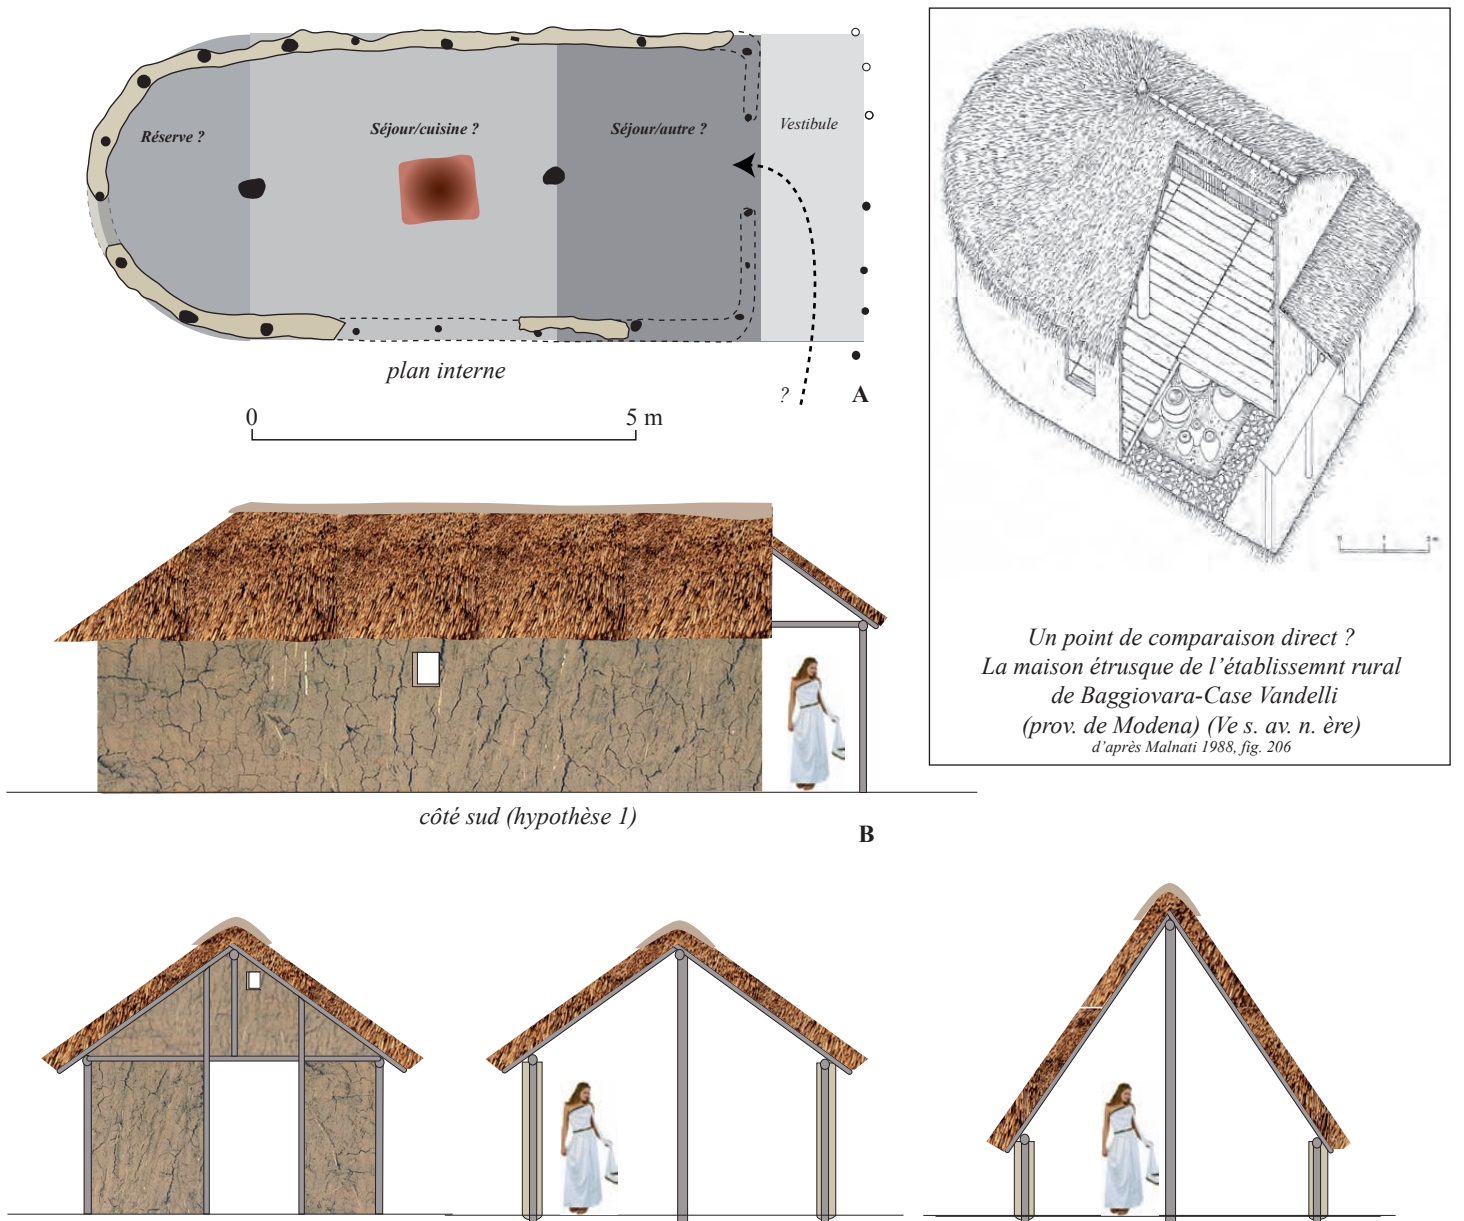 Réserve ?
Séjour/cuisine ?
Séjour/autre ?
Vestibule
plan interne
?
A
0
5 m
côté sud (hypothèse 1)
B
Un point de comparaison direct ?
La maison étrusque de l'établissemnt rural
de Baggiovara-Case Vandelli
(prov. de Modena) (Ve s. av. n. ère)
d'après Malnati 1988, fig. 206